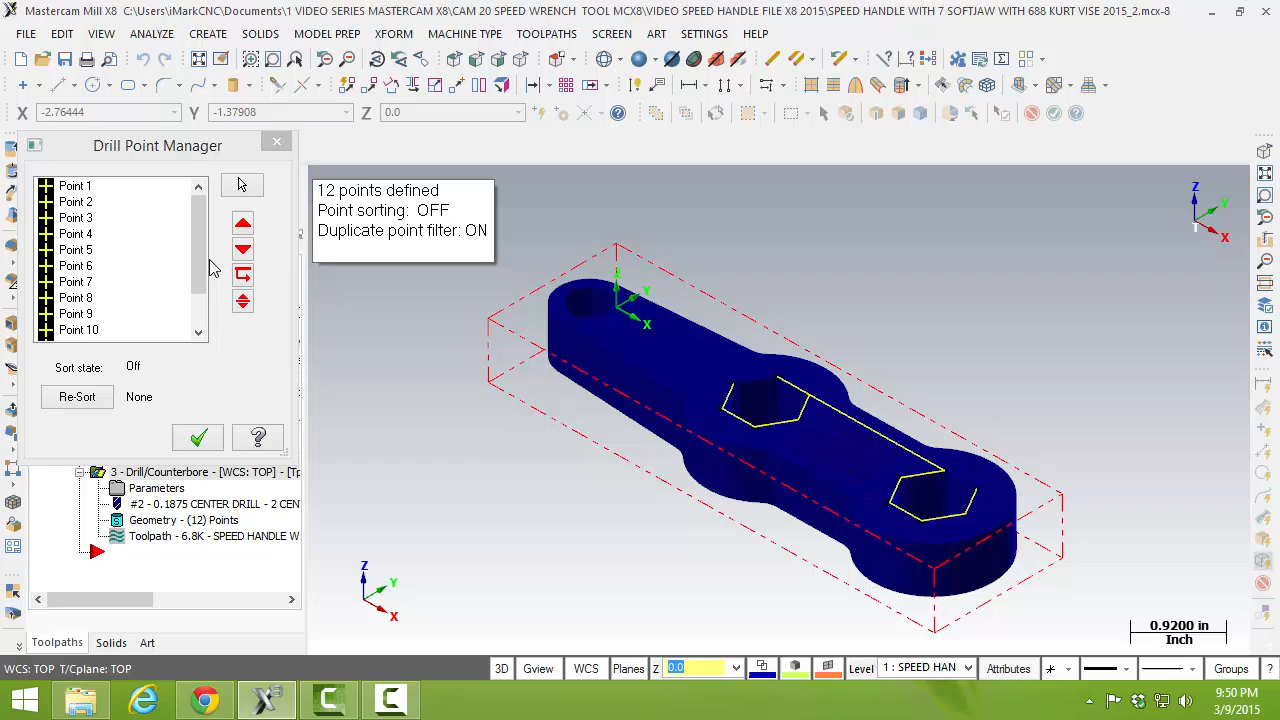 Mastercam Mill X8 C:\Users\iMarkCNC\Documents\1 VIDEO SERIES MASTERCAM X8\CAM 20 SPEED WRENCH TOOL MCX8\VIDEO SPEED HANDLE FILE X8 2015\SPEED HANDLE WITH 7 SOFTJAW WITH 688 KURT VISE 2015_2.mcx-8
FILE EDIT VIEW ANALYZE CREATE SOLIDS MODEL PREP XFORM MACHINE TYPE TOOLPATHS SCREEN ART SETTINGS HELP
X -2.76444 Y -1.37908 Z 0.0
Drill Point Manager
Point 1
Point 2
Point 3
Point 4
Point 5
Point 6
Point 7
Point 8
Point 9
Point 10
Sort state: Off
Re-Sort None
12 points defined
Point sorting: OFF
Duplicate point filter: ON
Z
Y
X
T
Z
Y
X
3 - Drill/Counterbore - [WCS: TOP] - [T
Parameters
#2 - 0.1875 CENTER DRILL - 2 CEN
Geometry - (12) Points
Toolpath - 6.8K - SPEED HANDLE W
Z
Y
X
0.9200 in
Inch
Toolpaths Solids Art
WCS: TOP T/Cplane: TOP 3D Gview WCS Planes Z 0.0 Level 1 : SPEED HAN Attributes Groups ?
9:50 PM
3/9/2015